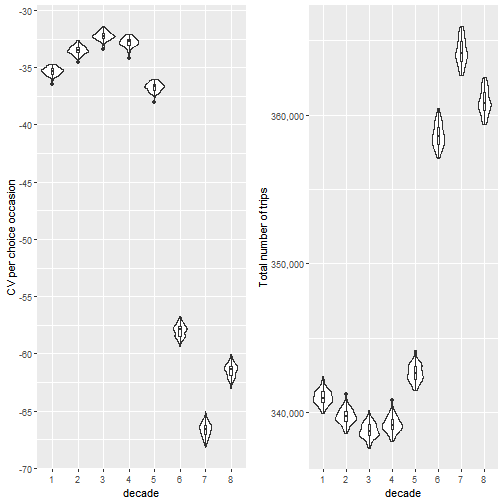 CV per choice occasion
-30
-35
-40
-45
-50
-55
-60
-65
-70
1 2 3 4 5 6 7 8
decade
Total number of trips
360,000
350,000
340,000
1 2 3 4 5 6 7 8
decade